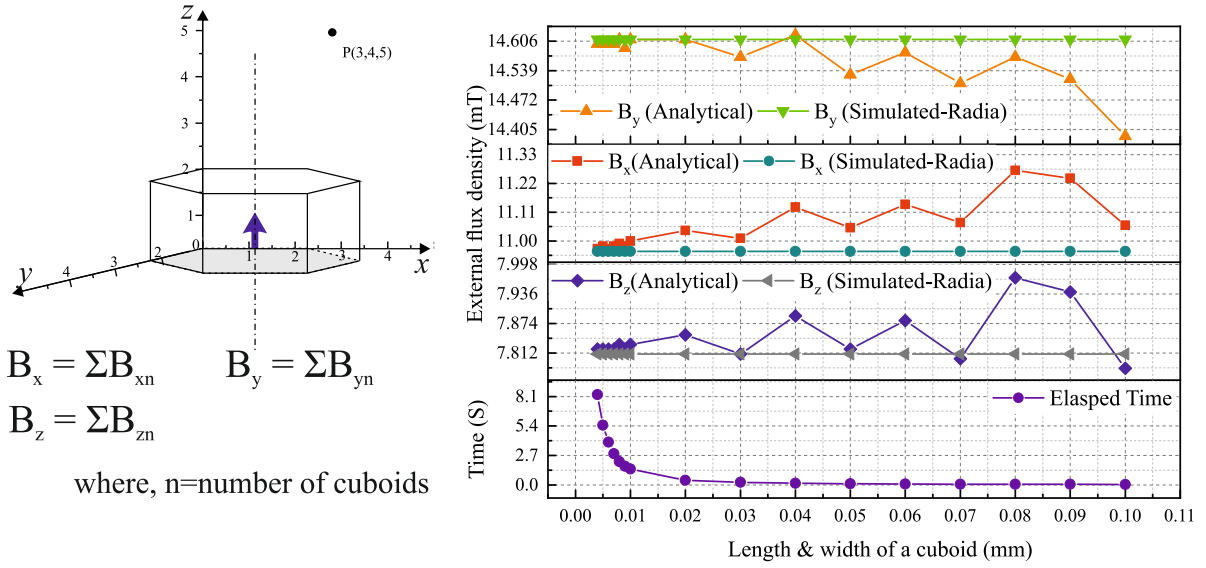 z
5
P(3,4,5)
4
3
2
1
0
0
1
2
3
4
x
2
3
4
y
B_x = ΣB_xn B_y = ΣB_yn
B_z = ΣB_zn
where, n=number of cuboids
External flux density (mT)
14.606
14.539
14.472
14.405
B_y (Analytical) B_y (Simulated-Radia)
11.33
11.22
11.11
11.00
B_x(Analytical) B_x (Simulated-Radia)
7.998
7.936
7.874
7.812
B_z(Analytical) B_z (Simulated-Radia)
Time (S)
8.1
5.4
2.7
0.0
Elasped Time
0.00 0.01 0.02 0.03 0.04 0.05 0.06 0.07 0.08 0.09 0.10 0.11
Length & width of a cuboid (mm)